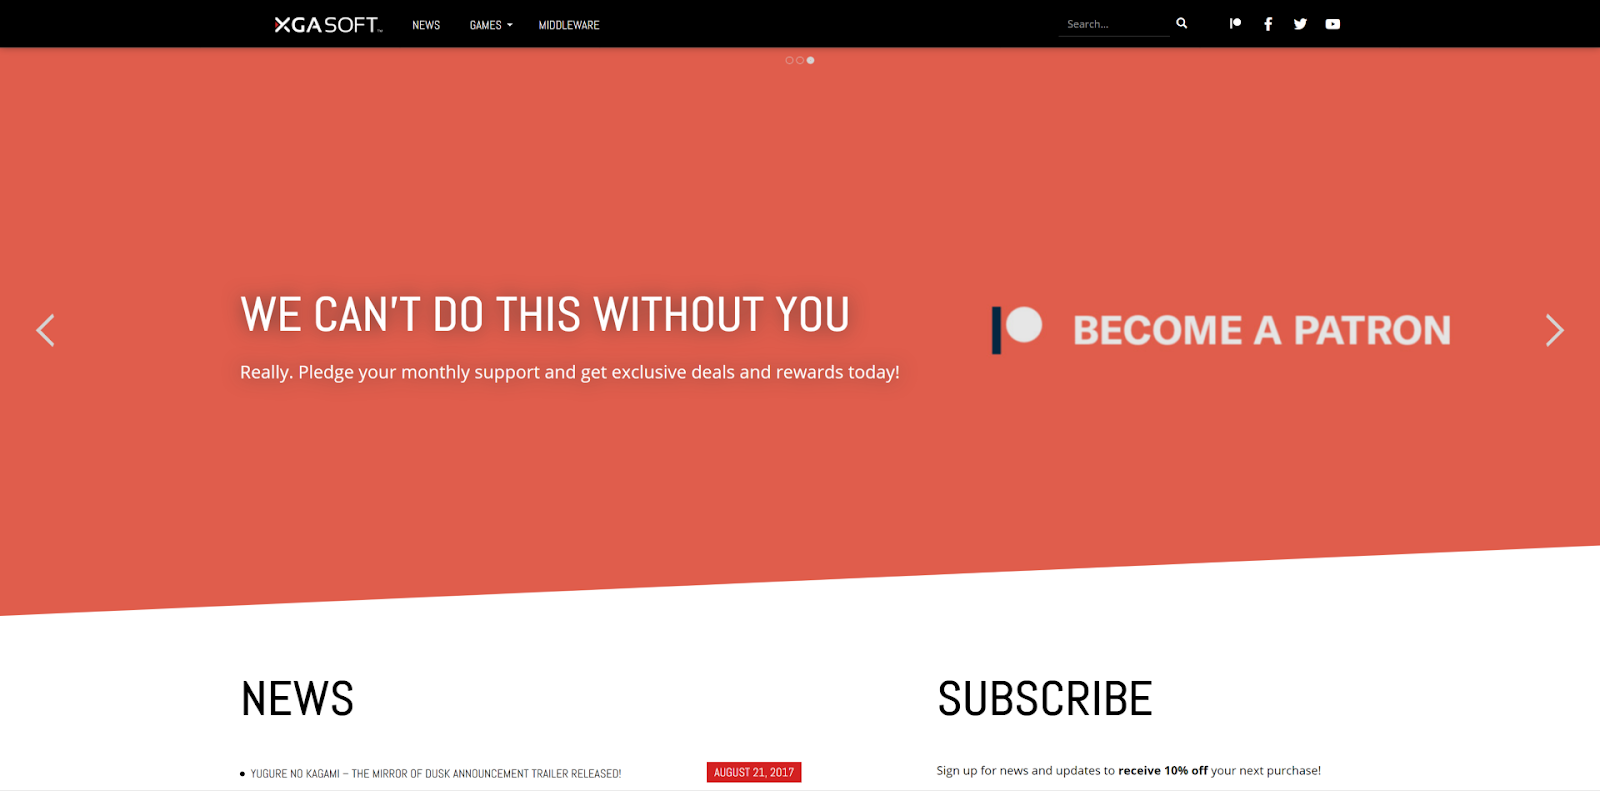 XGASOFT™
NEWS
GAMES
MIDDLEWARE
Search...
WE CAN'T DO THIS WITHOUT YOU
Really. Pledge your monthly support and get exclusive deals and rewards today!
BECOME A PATRON
NEWS
YUGURE NO KAGAMI – THE MIRROR OF DUSK ANNOUNCEMENT TRAILER RELEASED!
AUGUST 21, 2017
SUBSCRIBE
Sign up for news and updates to receive 10% off your next purchase!